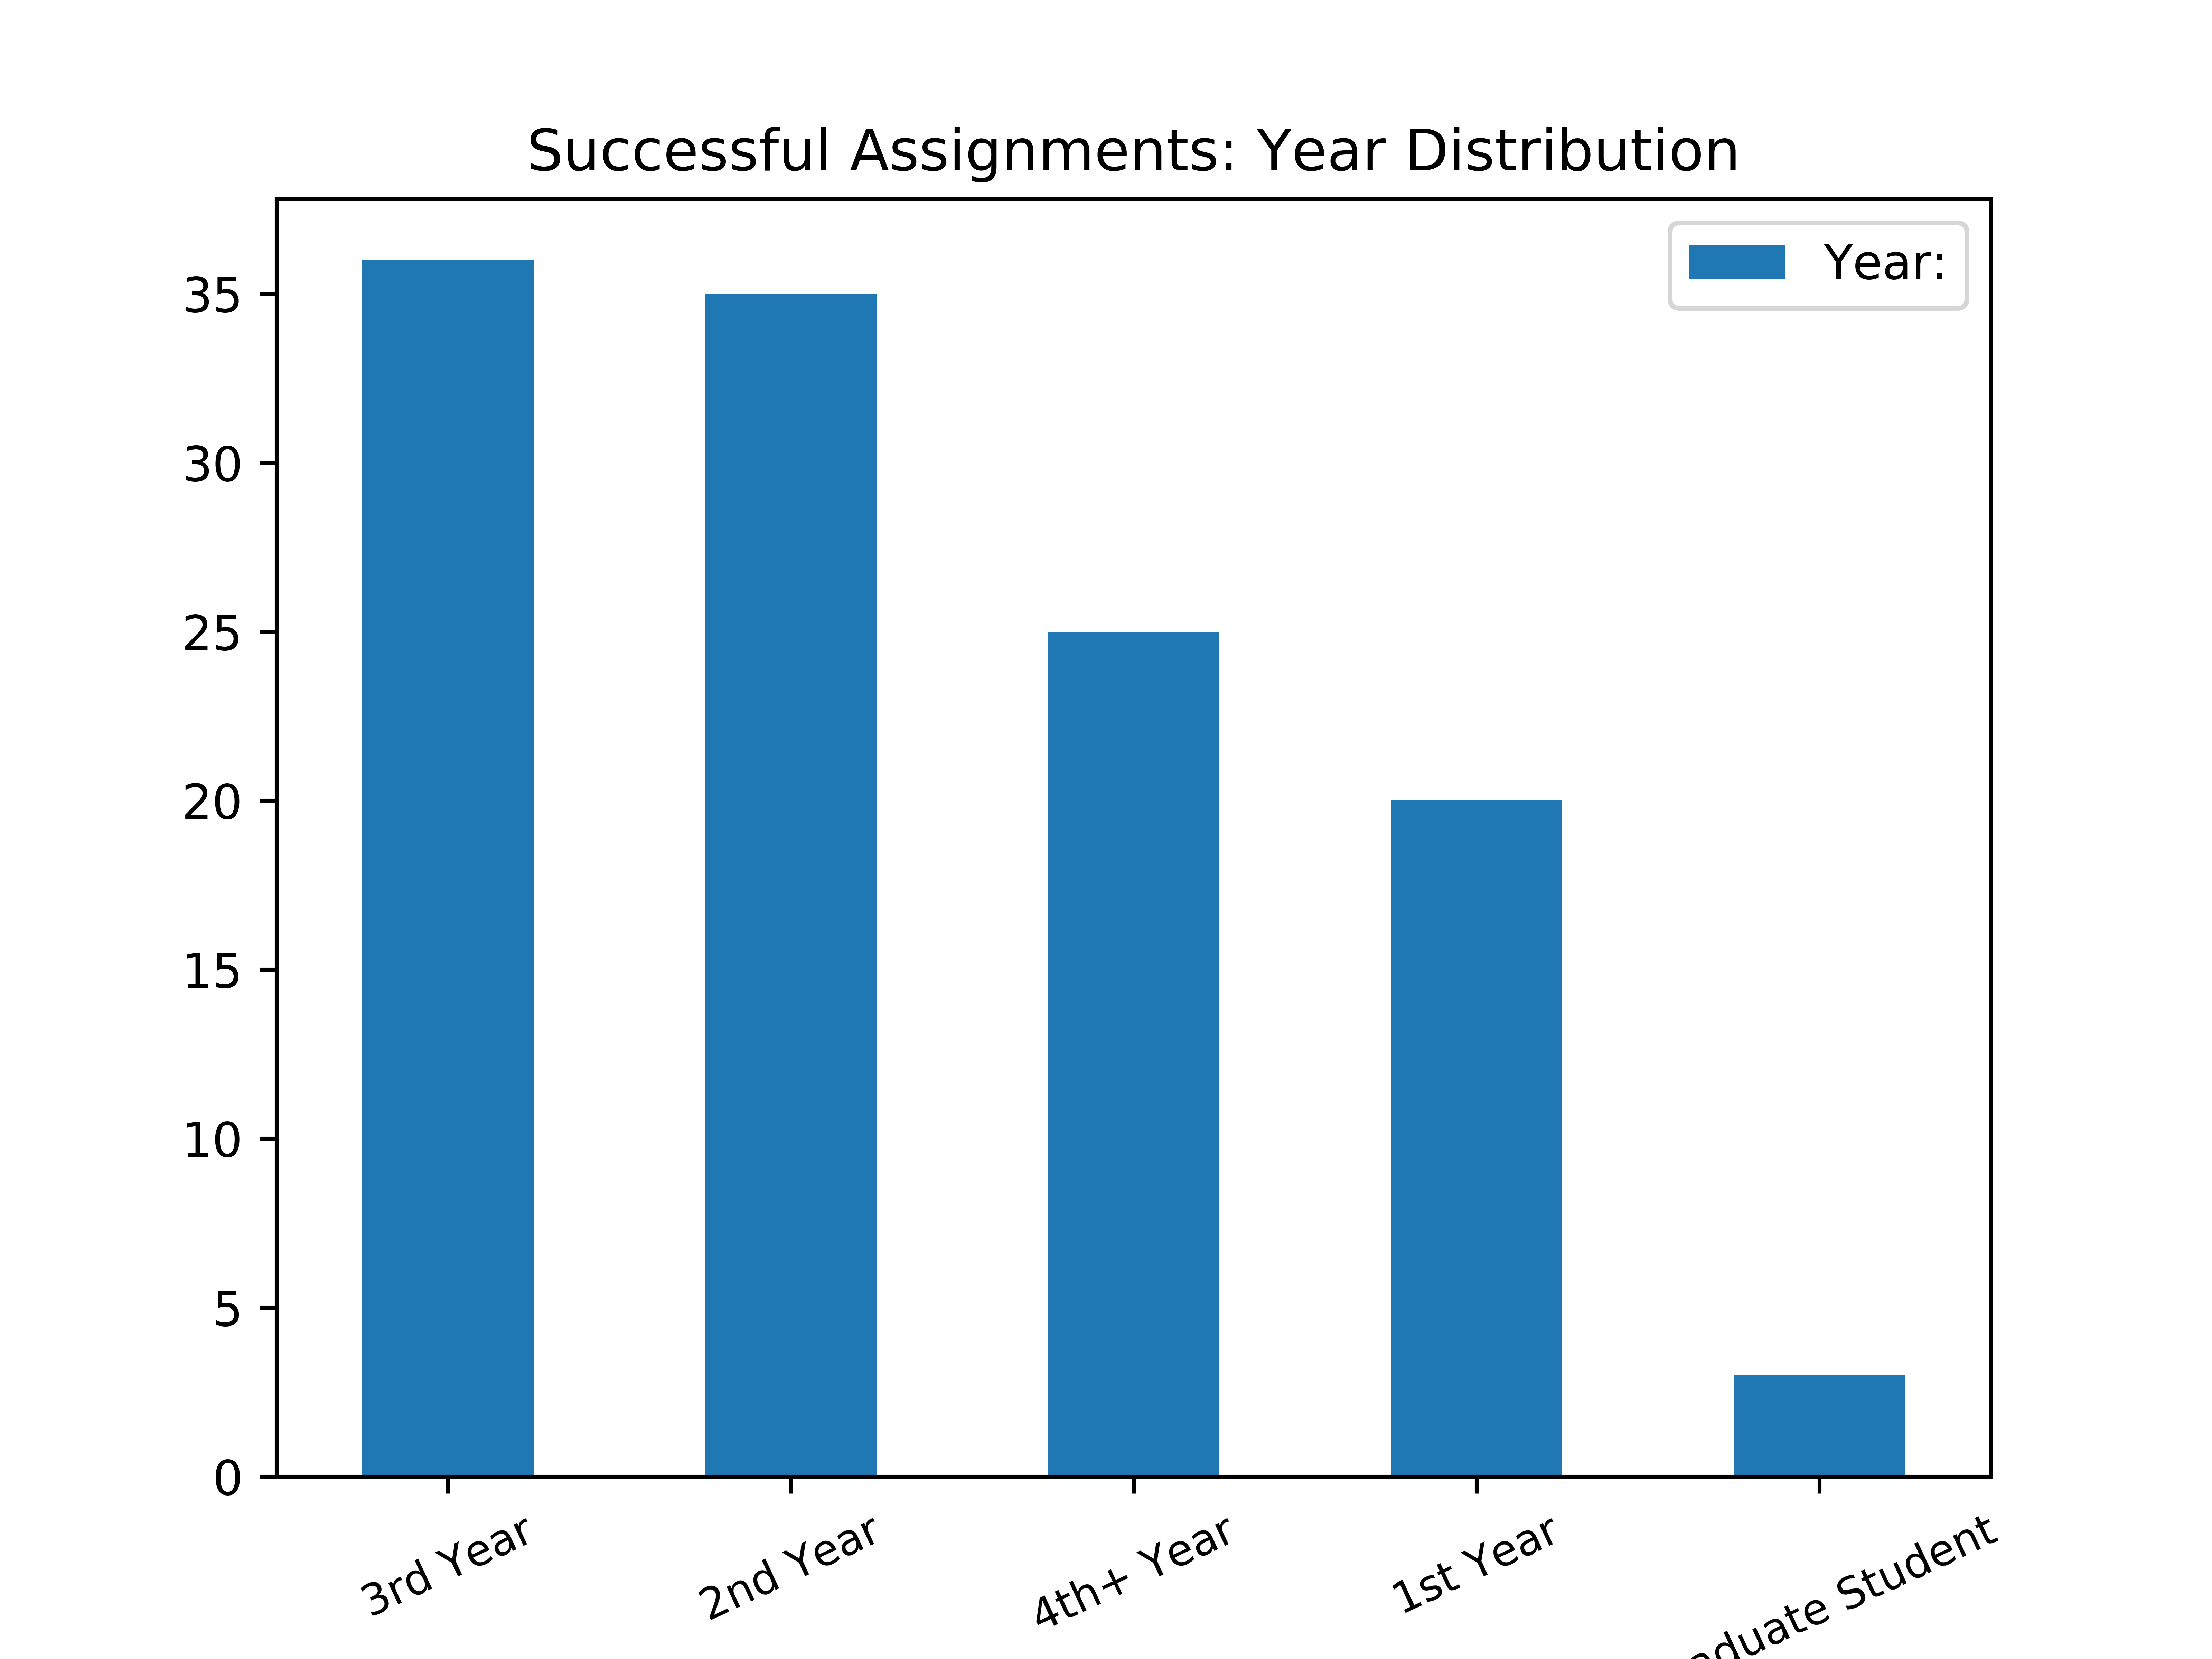 Successful Assignments: Year Distribution
Year:
35
30
25
20
15
10
5
0
3rd Year
2nd Year
4th+ Year
1st Year
Student